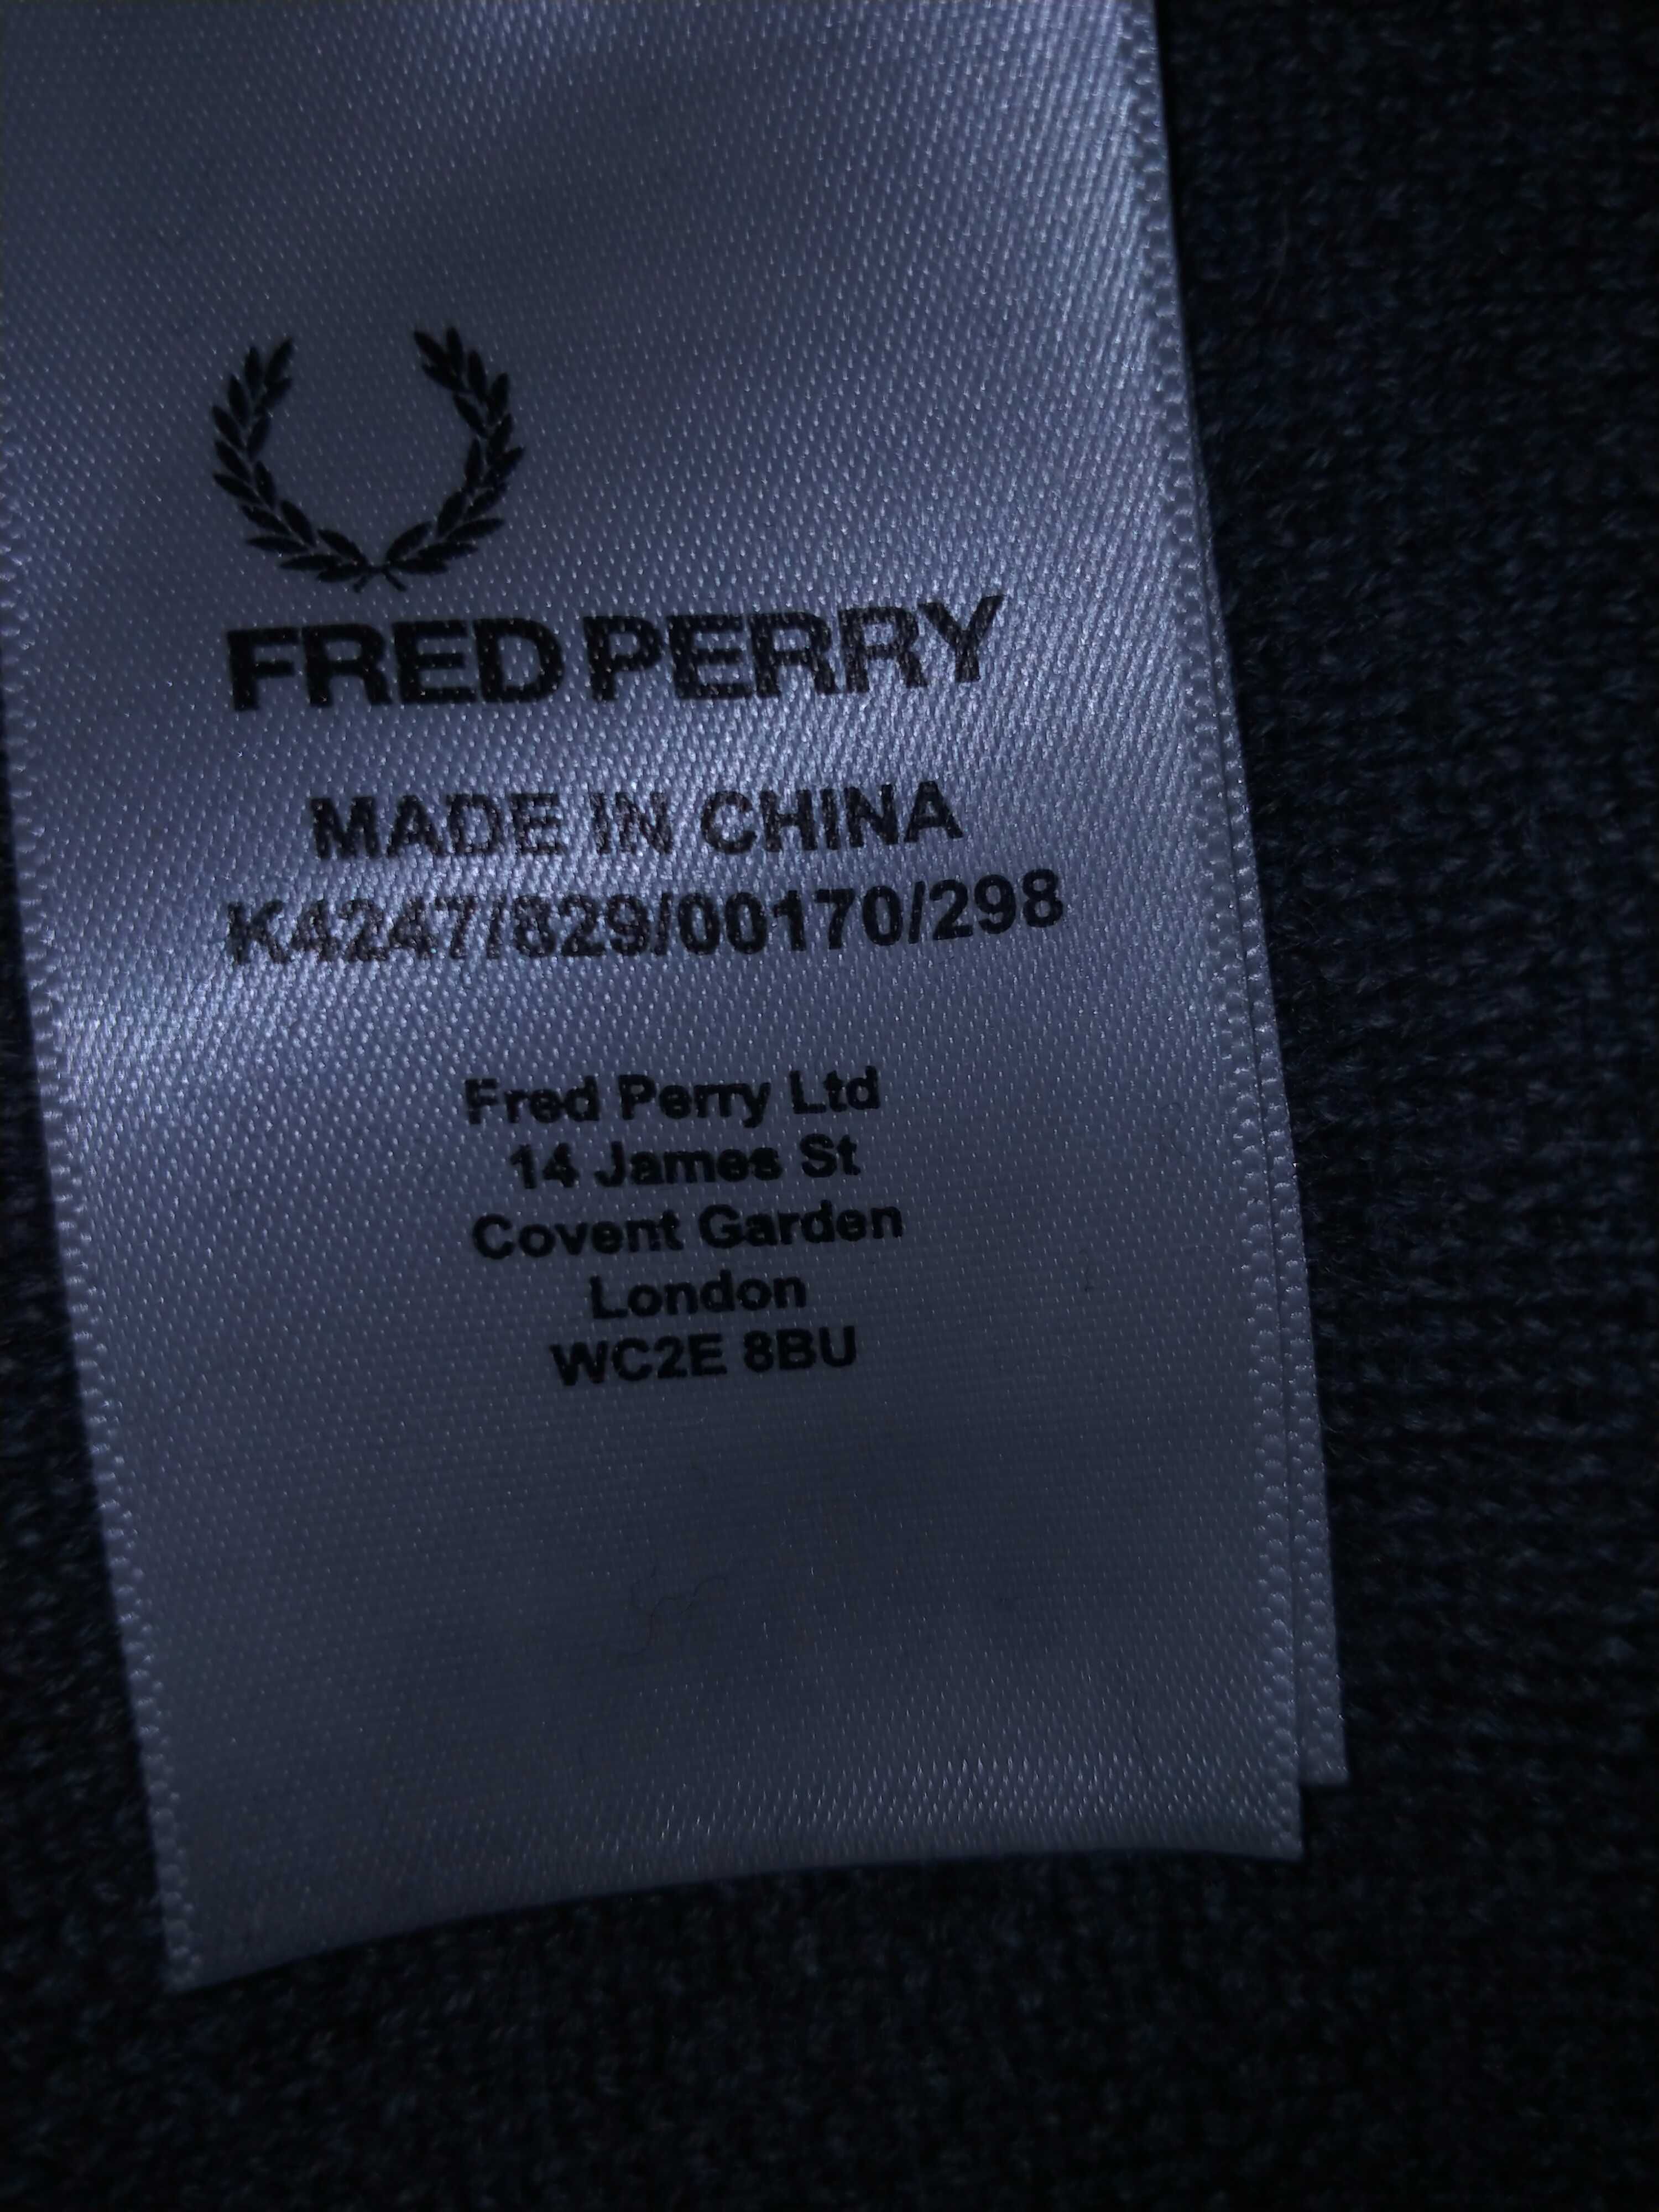 FRED PERRY
MADE IN CHINA
K4247/829/00170/298
Fred Perry Ltd
14 James St
Covent Garden
London
WC2E 8BU